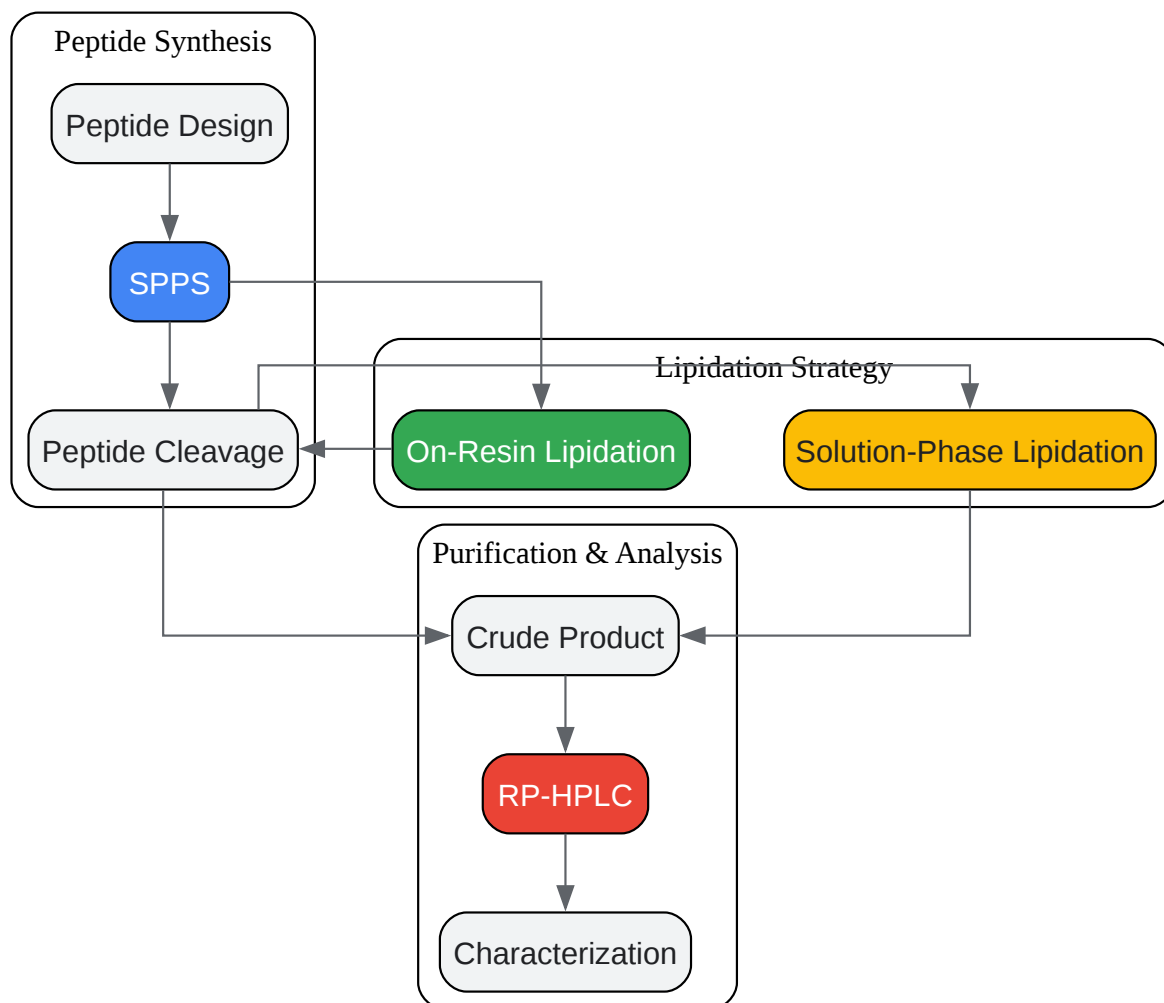 Peptide Synthesis
Peptide Design
SPPS
Peptide Cleavage
Lipidation Strategy
On-Resin Lipidation
Solution-Phase Lipidation
Purification & Analysis
Crude Product
RP-HPLC
Characterization